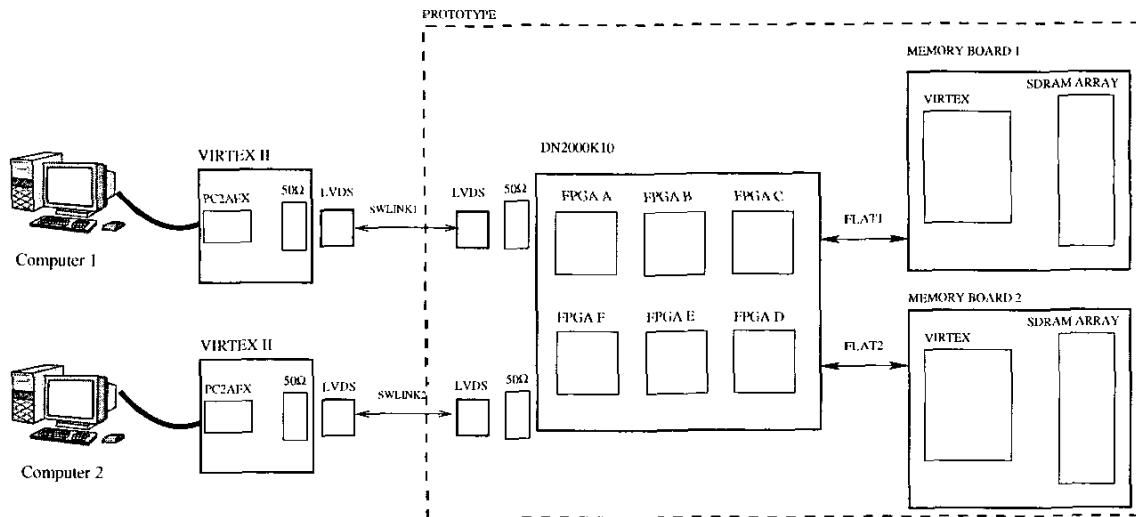 PROTOTYPE
MEMORY BOARD 1
SDRAM ARRAY
VIRTEX
DN2000K10
VIRTEX II
PC2AFX
50Ω
LVDS
SWLINK1
LVDS
50Ω
FPGA A
FPGA B
FPGA C
FLAT1
Computer 1
MEMORY BOARD 2
SDRAM ARRAY
VIRTEX
FPGA F
FPGA E
FPGA D
FLAT2
VIRTEX II
PC2AFX
50Ω
LVDS
SWLINK2
LVDS
50Ω
Computer 2